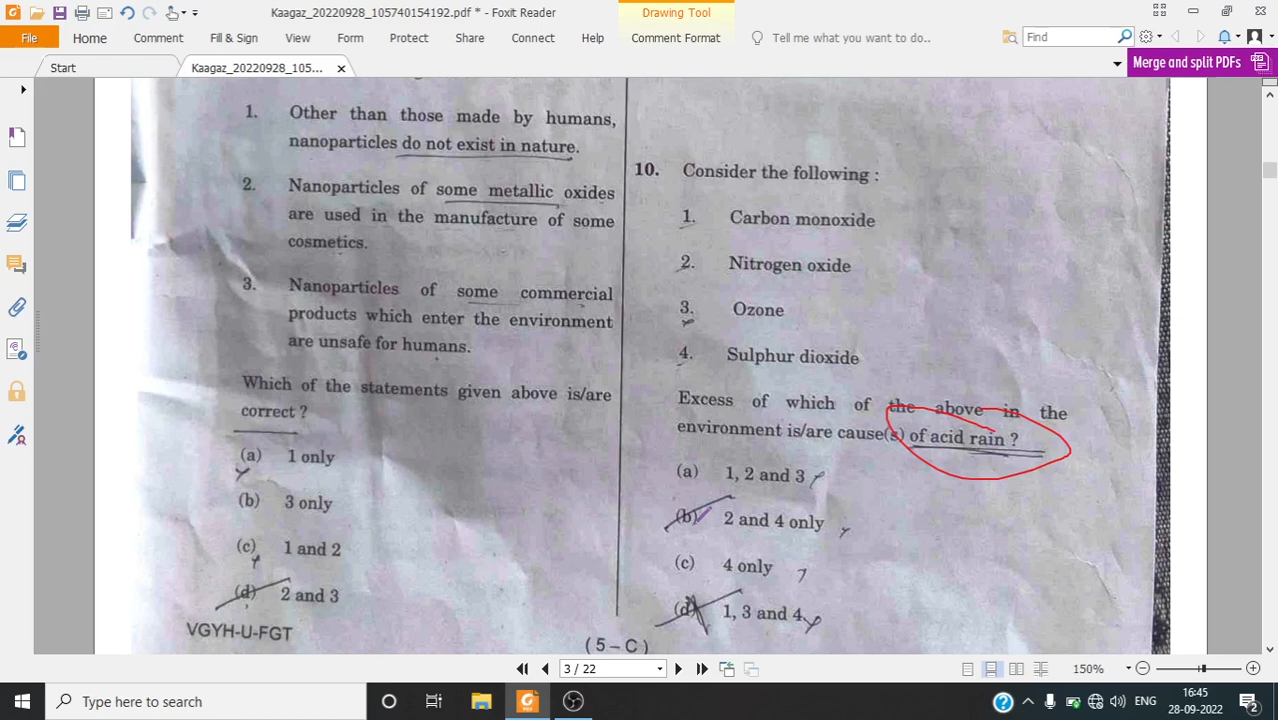 Kaagaz_20220928_105740154192.pdf * - Foxit Reader
Drawing Tool
File Home Comment Fill & Sign View Form Protect Share Connect Help Comment Format Tell me what you want to do.. Find
Start Kaagaz_20220928_105... Merge and split PDFs
1. Other than those made by humans,
nanoparticles do not exist in nature.
2. Nanoparticles of some metallic oxides
are used in the manufacture of some
cosmetics.
3. Nanoparticles of some commercial
products which enter the environment
are unsafe for humans.
Which of the statements given above is/are
correct ?
(a) 1 only
(b) 3 only
(c) 1 and 2
(d) 2 and 3
VGYH-U-FGT
10. Consider the following :
1. Carbon monoxide
2. Nitrogen oxide
3. Ozone
4. Sulphur dioxide
Excess of which of the above in the
environment is/are cause(s) of acid rain ?
(a) 1, 2 and 3
(b) 2 and 4 only
(c) 4 only
(d) 1, 3 and 4
( 5 – C )
3 / 22 150%
Type here to search ENG 16:45
28-09-2022 2